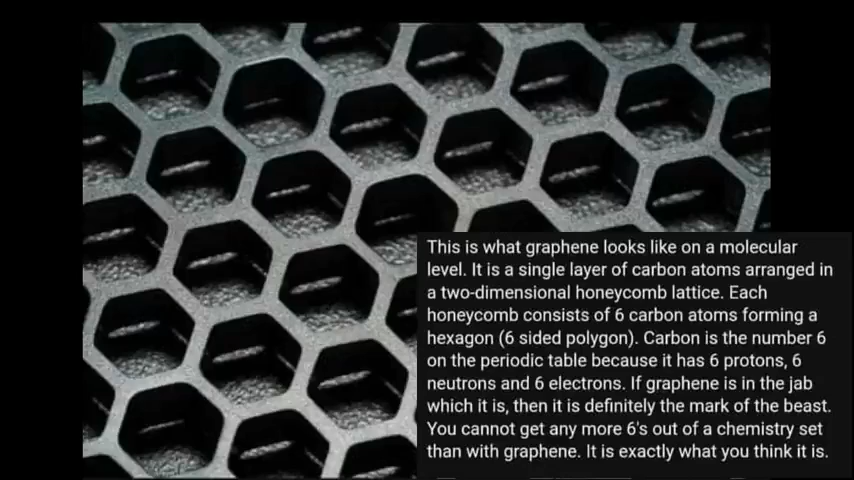 This is what graphene looks like on a molecular
level. It is a single layer of carbon atoms arranged in
a two-dimensional honeycomb lattice. Each
honeycomb consists of 6 carbon atoms forming a
hexagon (6 sided polygon). Carbon is the number 6
on the periodic table because it has 6 protons, 6
neutrons and 6 electrons. If graphene is in the jab
which it is, then it is definitely the mark of the beast.
You cannot get any more 6's out of a chemistry set
than with graphene. It is exactly what you think it is.